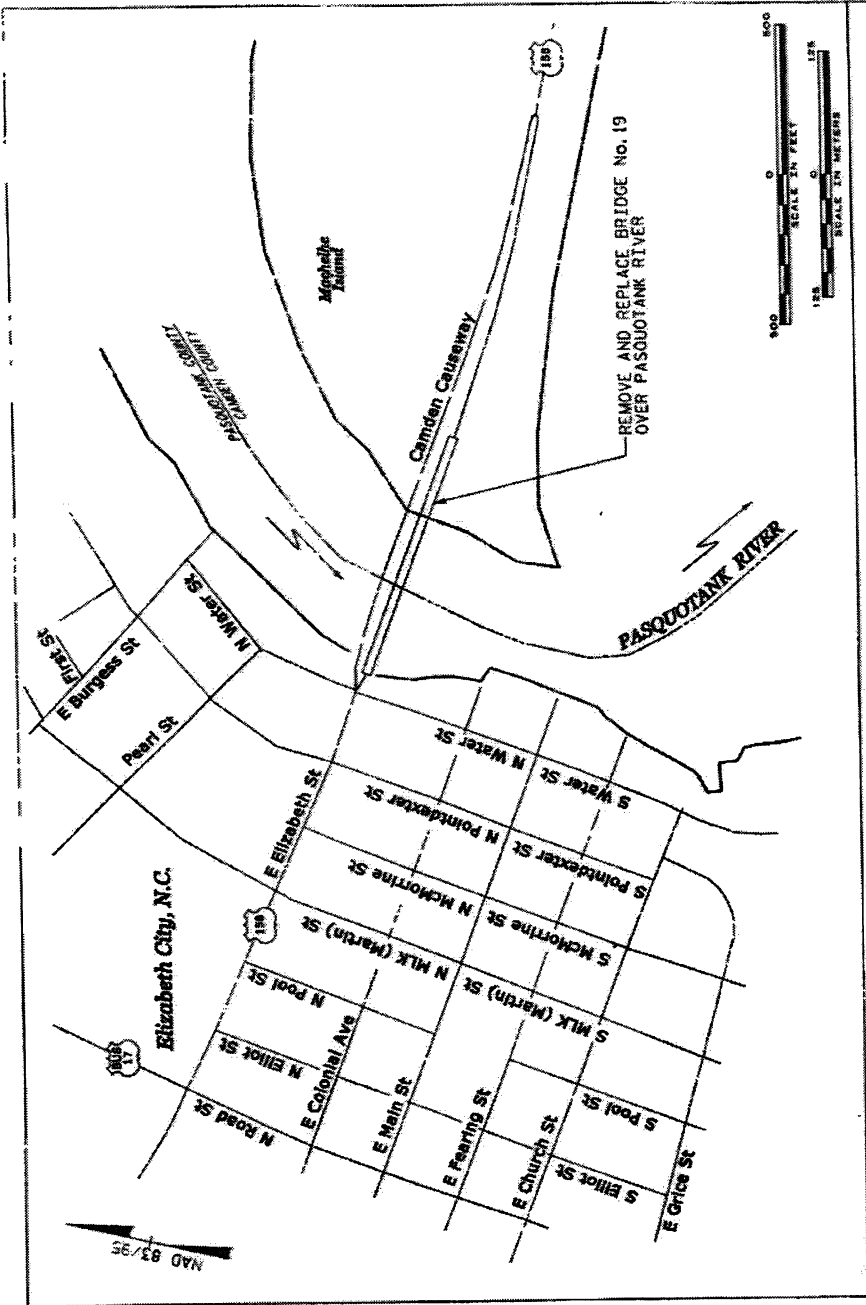 NAD 83/95
BUS
17
Elizabeth City, N.C.
158
N Road St
N Elliot St
N Pool St
N MLK (Martin) St
N McMorrine St
N Poindexter St
N Water St
E Elizabeth St
E Colonial Ave
E Main St
E Fearing St
E Church St
E Grice St
S Elliot St
S Pool St
S MLK (Martin) St
S McMorrine St
S Pointdexter St
S Water St
Pearl St
E Burgess St
First St
N Water St
PASQUOTANK COUNTY
CAMDEN COUNTY
Machelhe
Island
Camden Causeway
158
REMOVE AND REPLACE BRIDGE No. 19
OVER PASQUOTANK RIVER
PASQUOTANK RIVER
500 0 500
SCALE IN FEET
125 0 125
SCALE IN METERS